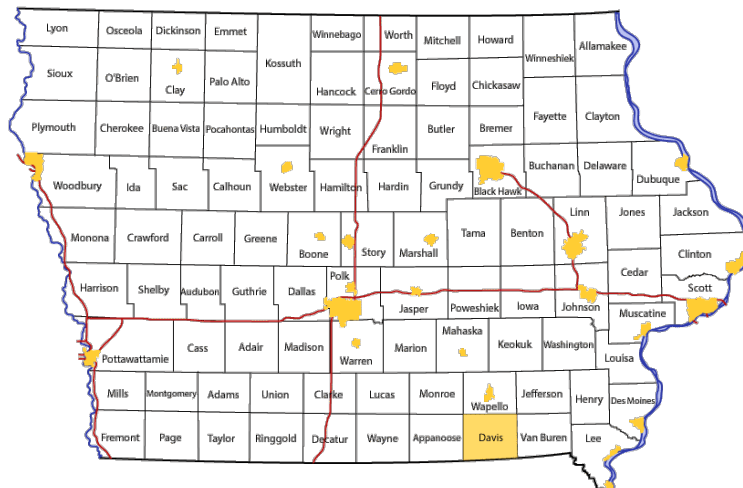 Lyon
Osceola
Dickinson
Emmet
Kossuth
Winnebago
Worth
Mitchell
Howard
Winneshiek
Allamakee
Sioux
O'Brien
Clay
Palo Alto
Hancock
Cerro Gordo
Floyd
Chickasaw
Plymouth
Cherokee
Buena Vista
Pocahontas
Humboldt
Wright
Franklin
Butler
Bremer
Fayette
Clayton
Woodbury
Ida
Sac
Calhoun
Webster
Hamilton
Hardin
Grundy
Black Hawk
Buchanan
Delaware
Dubuque
Monona
Crawford
Carroll
Greene
Boone
Story
Marshall
Tama
Benton
Linn
Jones
Jackson
Clinton
Harrison
Shelby
Audubon
Guthrie
Dallas
Polk
Jasper
Poweshiek
Iowa
Johnson
Cedar
Scott
Muscatine
Pottawattamie
Cass
Adair
Madison
Warren
Marion
Mahaska
Keokuk
Washington
Louisa
Mills
Montgomery
Adams
Union
Clarke
Lucas
Monroe
Wapello
Jefferson
Henry
Des Moines
Fremont
Page
Taylor
Ringgold
Decatur
Wayne
Appanoose
Davis
Van Buren
Lee